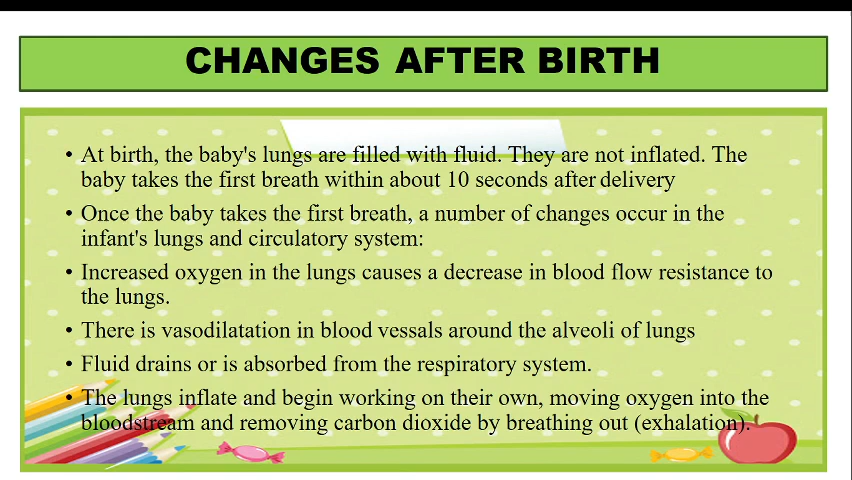 CHANGES AFTER BIRTH
• At birth, the baby's lungs are filled with fluid. They are not inflated. The
baby takes the first breath within about 10 seconds after delivery
• Once the baby takes the first breath, a number of changes occur in the
infant's lungs and circulatory system:
• Increased oxygen in the lungs causes a decrease in blood flow resistance to
the lungs.
• There is vasodilatation in blood vessals around the alveoli of lungs
• Fluid drains or is absorbed from the respiratory system.
• The lungs inflate and begin working on their own, moving oxygen into the
bloodstream and removing carbon dioxide by breathing out (exhalation).